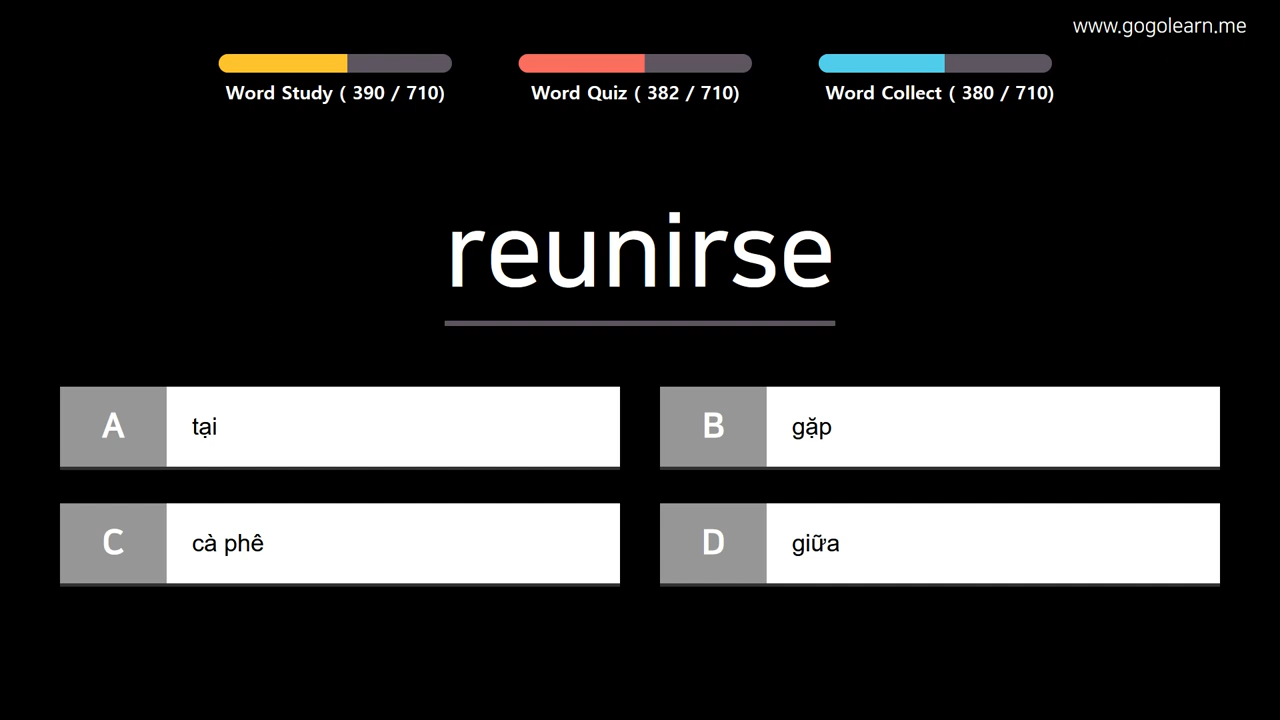 www.gogolearn.me
Word Study ( 390 / 710)
Word Quiz ( 382 / 710)
Word Collect ( 380 / 710)
reunirse
A tại
B gặp
C cà phê
D giữa